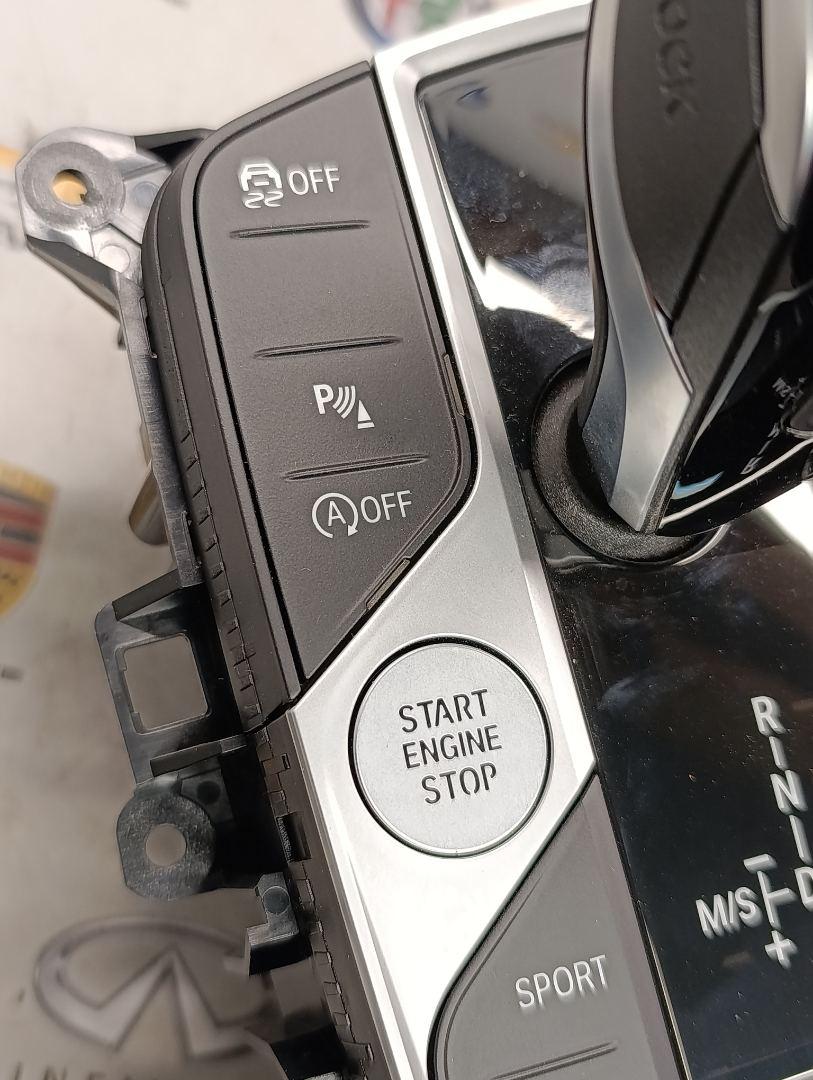 OFF
P
A OFF
START
ENGINE
STOP
SPORT
R
N
D
M/S
-
+